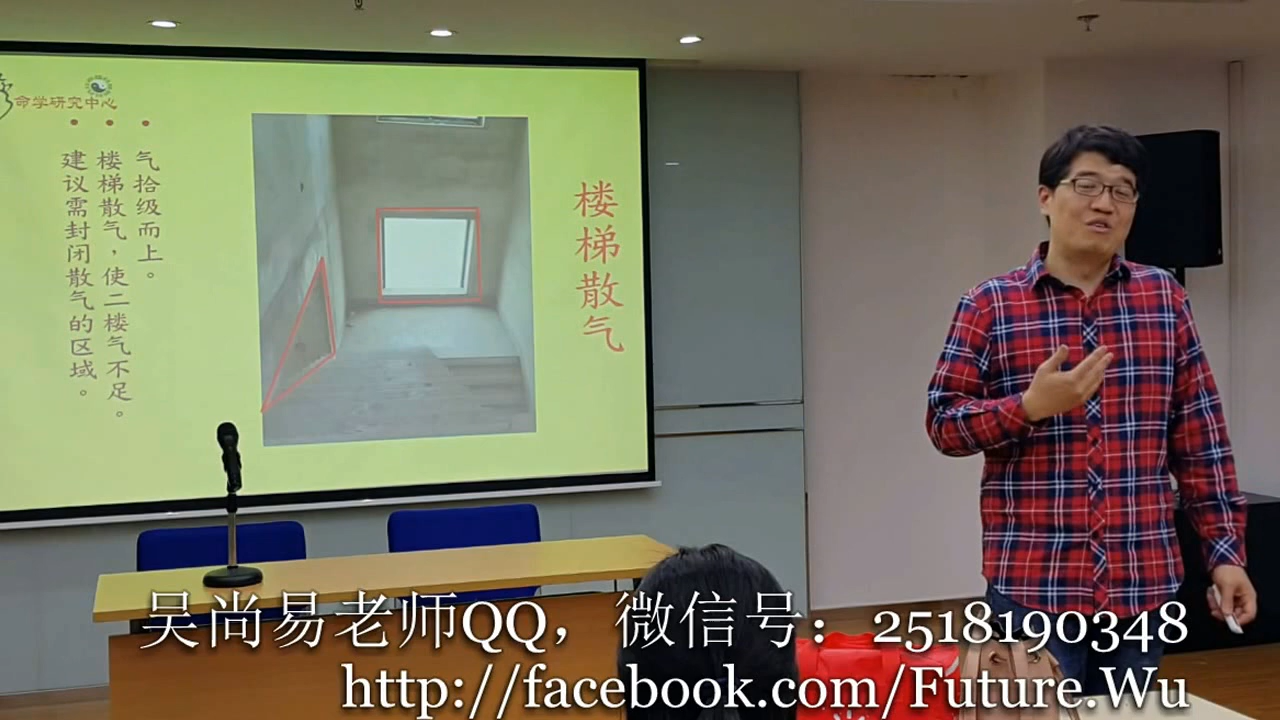 命学研究中心
楼梯散气
气拾级而上。
楼梯散气，使二楼气不足。
建议需封闭散气的区域。
吴尚易老师QQ，微信号：2518190348
http://facebook.com/Future.Wu